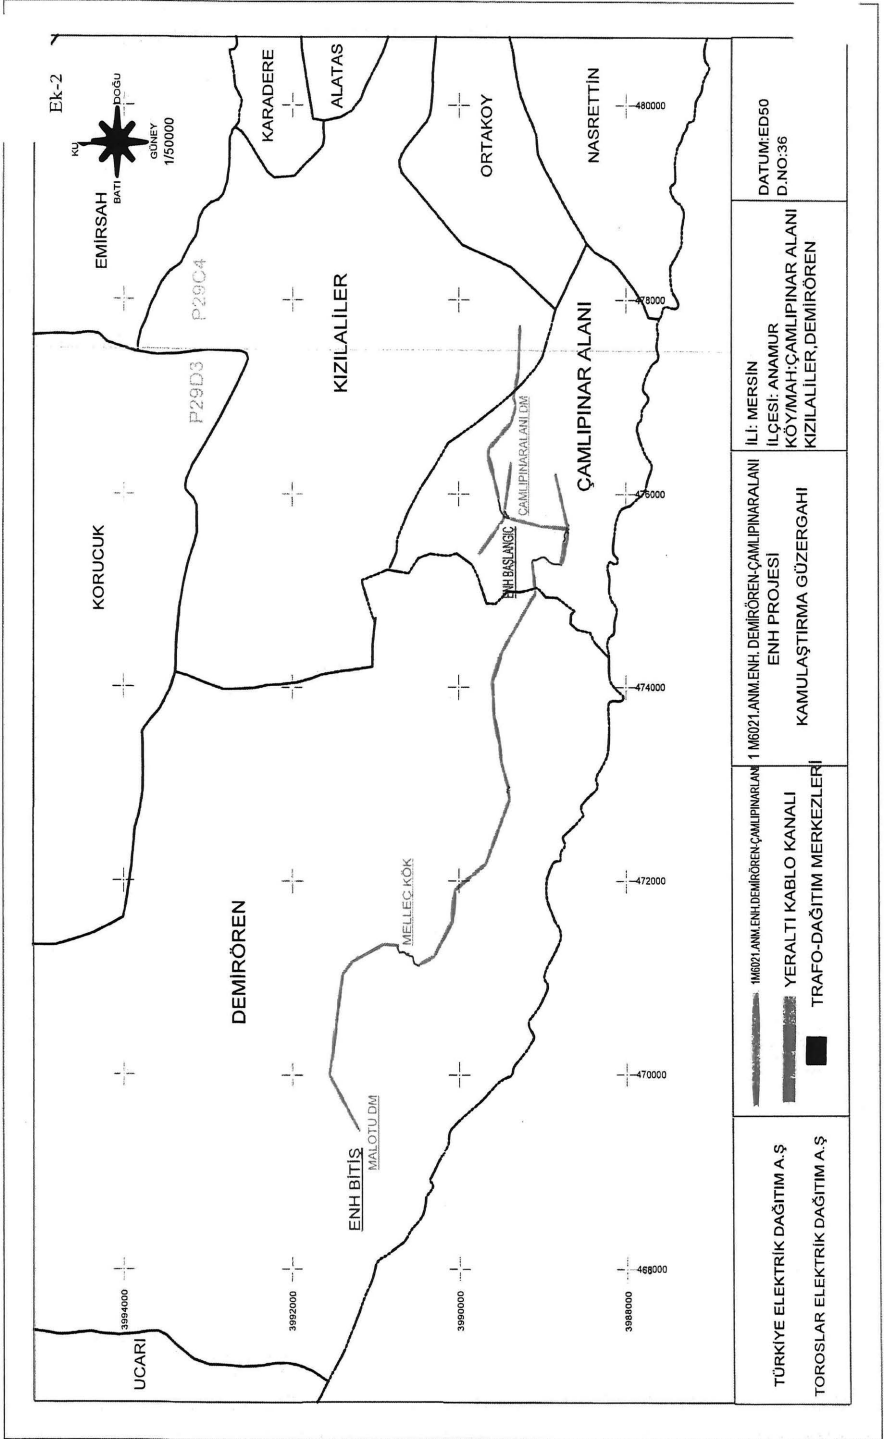 Ek-2
KU
BATI
DOĞU
GÜNEY
1/50000
EMİRSAH
KARADERE
ALATAS
KORUCUK
P29D3
P29C4
KIZILALİLER
ORTAKOY
NASRETTİN
DEMİRÖREN
MELLEÇ KÖK
ÇAMLIPINARALANI DM
ENH BAŞLANGIÇ
ÇAMLIPINAR ALANI
ENH BİTİŞ
MALOTU DM
UCARI
3994000
3992000
3990000
3988000
468000
470000
472000
474000
476000
478000
480000
TÜRKİYE ELEKTRİK DAĞITIM A.Ş
TOROSLAR ELEKTRİK DAĞITIM A.Ş
1M6021.ANM.ENH.DEMİRÖREN-ÇAMLIPINARLANI
YERALTI KABLO KANALI
TRAFO-DAĞITIM MERKEZLERİ
1 M6021.ANM.ENH. DEMİRÖREN-ÇAMLIPINARALANI
ENH PROJESİ
KAMULAŞTIRMA GÜZERGAHI
İLİ: MERSİN
İLÇESİ: ANAMUR
KÖY/MAH:ÇAMLIPINAR ALANI
KIZILALİLER,DEMİRÖREN
DATUM:ED50
D.NO:36